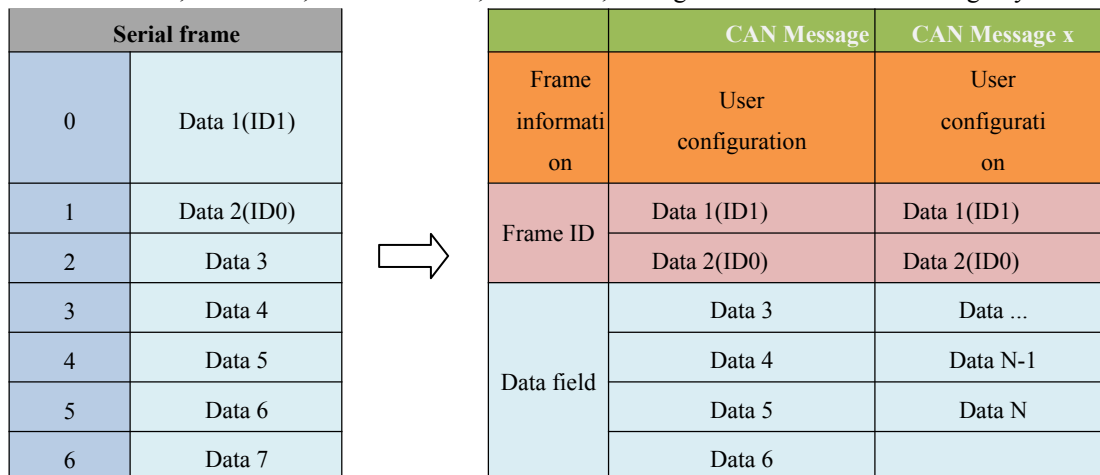 Serial frame
0 Data 1(ID1)
1 Data 2(ID0)
2 Data 3
3 Data 4
4 Data 5
5 Data 6
6 Data 7
CAN Message CAN Message x
Frame
informati
on
User
configuration
User
configurati
on
Frame ID
Data 1(ID1) Data 1(ID1)
Data 2(ID0) Data 2(ID0)
Data field
Data 3 Data ...
Data 4 Data N-1
Data 5 Data N
Data 6